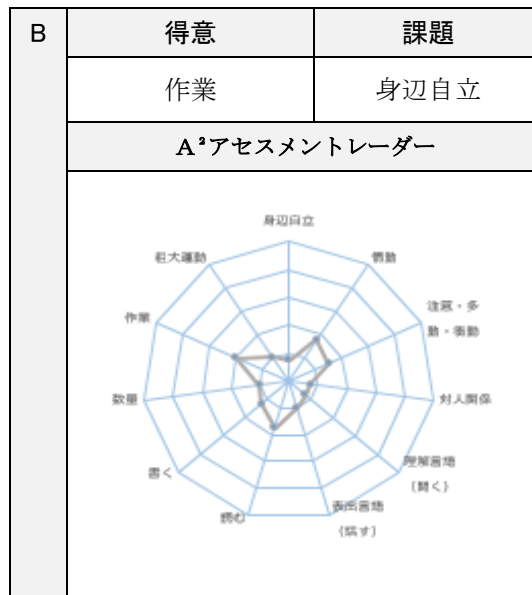 B
得意
課題
作業
身辺自立
A²アセスメントレーダー
身辺自立
情動
注意・多
動・衝動
対人関係
理解言語
(聞く)
表出言語
(話す)
読む
書く
数量
作業
粗大運動